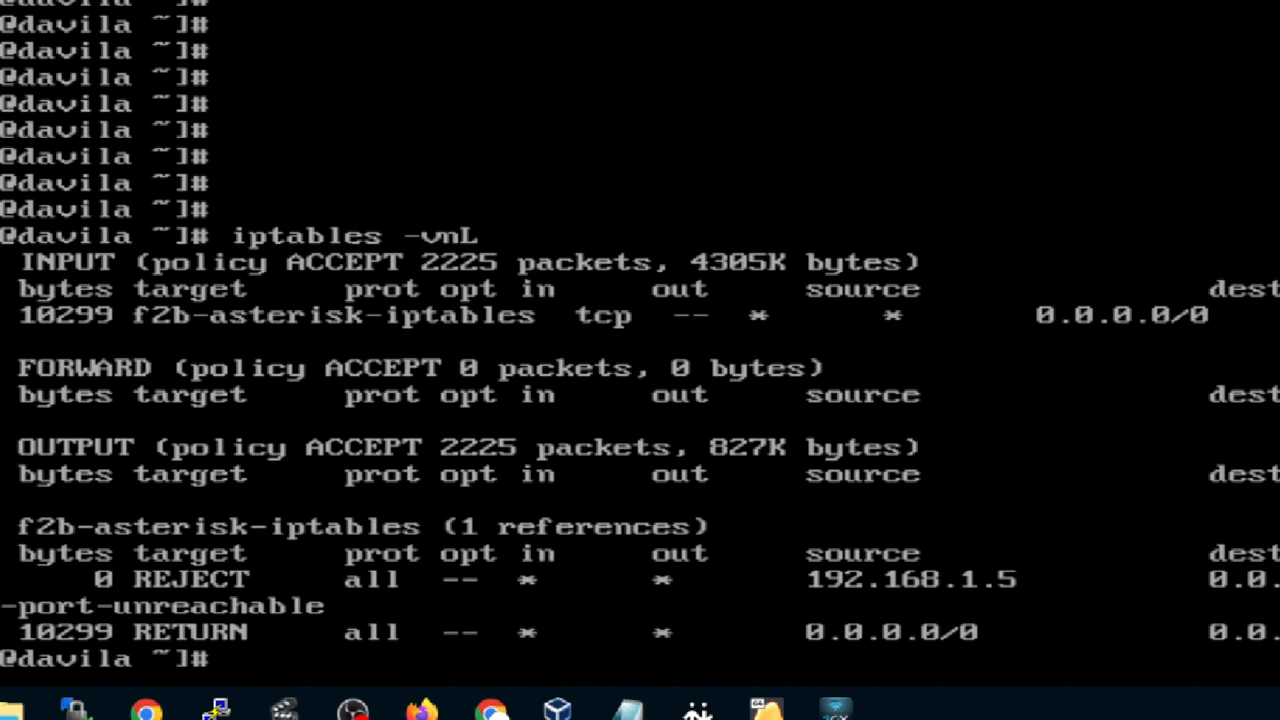 @davila ~]#
@davila ~]#
@davila ~]#
@davila ~]#
@davila ~]#
@davila ~]#
@davila ~]#
@davila ~]#
@davila ~]#
@davila ~]# iptables -vnL
INPUT (policy ACCEPT 2225 packets, 4305K bytes)
bytes target prot opt in out source dest
10299 f2b-asterisk-iptables tcp -- * * 0.0.0.0/0
FORWARD (policy ACCEPT 0 packets, 0 bytes)
bytes target prot opt in out source dest
OUTPUT (policy ACCEPT 2225 packets, 827K bytes)
bytes target prot opt in out source dest
f2b-asterisk-iptables (1 references)
bytes target prot opt in out source dest
0 REJECT all -- * * 192.168.1.5 0.0.
-port-unreachable
10299 RETURN all -- * * 0.0.0.0/0 0.0.
@davila ~]#